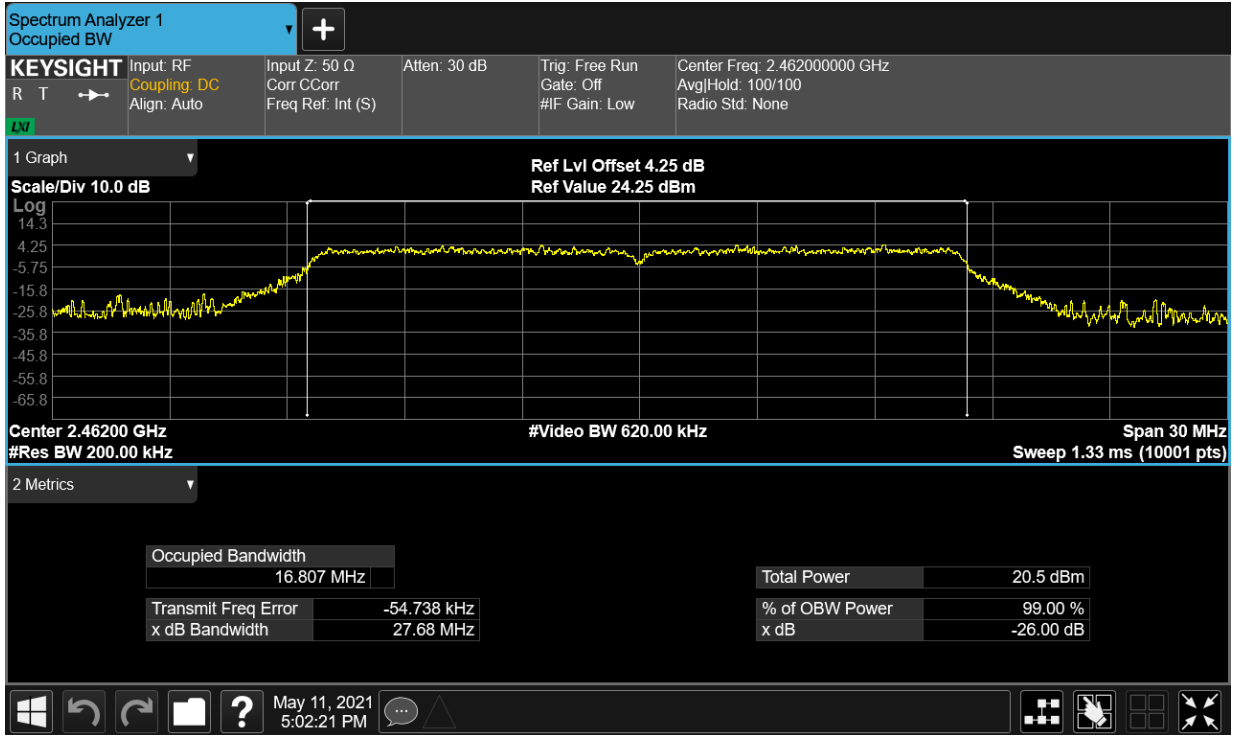 Spectrum Analyzer 1
Occupied BW
KEYSIGHT
R T
LXI
Input: RF
Coupling: DC
Align: Auto
Input Z: 50 Ω
Corr CCorr
Freq Ref: Int (S)
Atten: 30 dB
Trig: Free Run
Gate: Off
#IF Gain: Low
Center Freq: 2.462000000 GHz
Avg|Hold: 100/100
Radio Std: None
1 Graph
Scale/Div 10.0 dB
Ref Lvl Offset 4.25 dB
Ref Value 24.25 dBm
Log
14.3
4.25
-5.75
-15.8
-25.8
-35.8
-45.8
-55.8
-65.8
Center 2.46200 GHz
#Res BW 200.00 kHz
#Video BW 620.00 kHz
Span 30 MHz
Sweep 1.33 ms (10001 pts)
2 Metrics
Occupied Bandwidth
16.807 MHz
Transmit Freq Error -54.738 kHz
x dB Bandwidth 27.68 MHz
Total Power 20.5 dBm
% of OBW Power 99.00 %
x dB -26.00 dB
?
May 11, 2021
5:02:21 PM